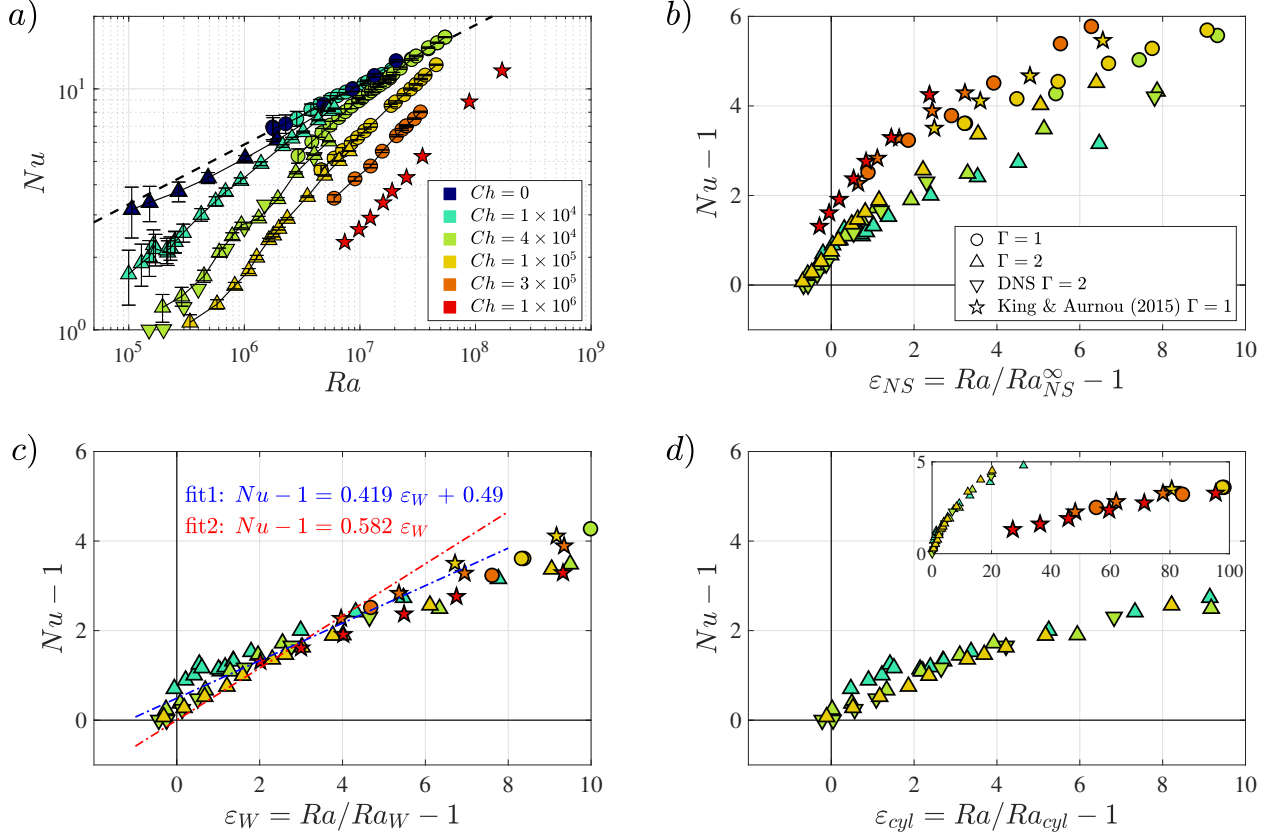 a)
Nu
10^1
10^0
10^5
10^6
10^7
10^8
10^9
Ra
Ch = 0
Ch = 1 × 10^4
Ch = 4 × 10^4
Ch = 1 × 10^5
Ch = 3 × 10^5
Ch = 1 × 10^6
b)
Nu − 1
6
4
2
0
0
2
4
6
8
10
ε_NS = Ra/Ra_NS^∞ − 1
Γ = 1
Γ = 2
DNS Γ = 2
King & Aurnou (2015) Γ = 1
c)
Nu − 1
6
4
2
0
fit1: Nu − 1 = 0.419 ε_W + 0.49
fit2: Nu − 1 = 0.582 ε_W
0
2
4
6
8
10
ε_W = Ra/Ra_W − 1
d)
Nu − 1
6
4
2
0
5
0
0
20
40
60
80
100
0
2
4
6
8
10
ε_cyl = Ra/Ra_cyl − 1